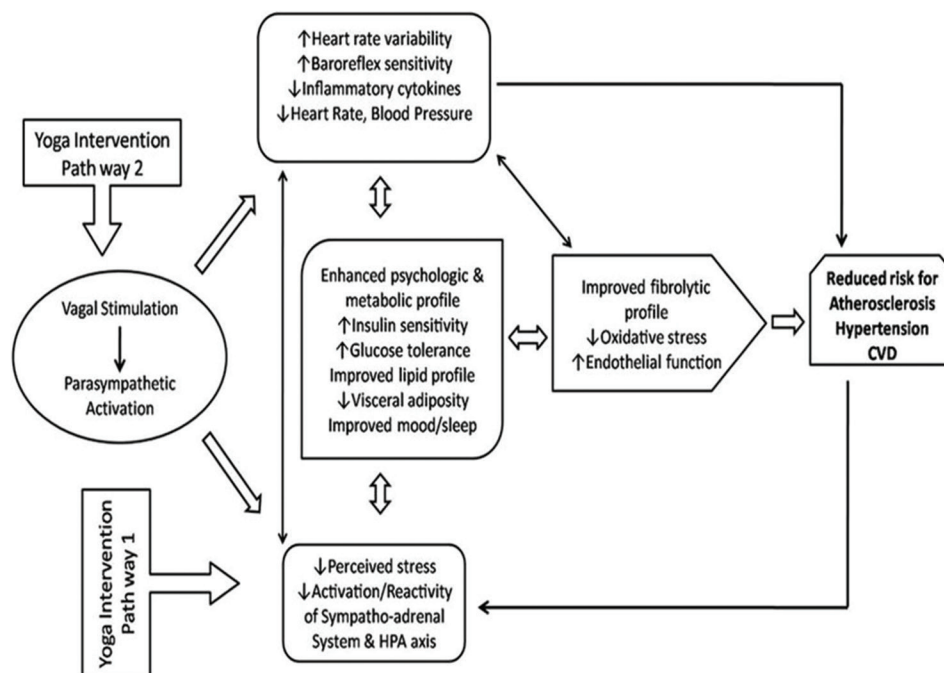 ↑Heart rate variability
↑Baroreflex sensitivity
↓Inflammatory cytokines
↓Heart Rate, Blood Pressure
Yoga Intervention
Path way 2
Vagal Stimulation
Parasympathetic
Activation
Enhanced psychologic &
metabolic profile
↑Insulin sensitivity
↑Glucose tolerance
Improved lipid profile
↓Visceral adiposity
Improved mood/sleep
Improved fibrolytic
profile
↓Oxidative stress
↑Endothelial function
Reduced risk for
Atherosclerosis
Hypertension
CVD
Yoga Intervention
Path way 1
↓Perceived stress
↓Activation/Reactivity
of Sympatho-adrenal
System & HPA axis